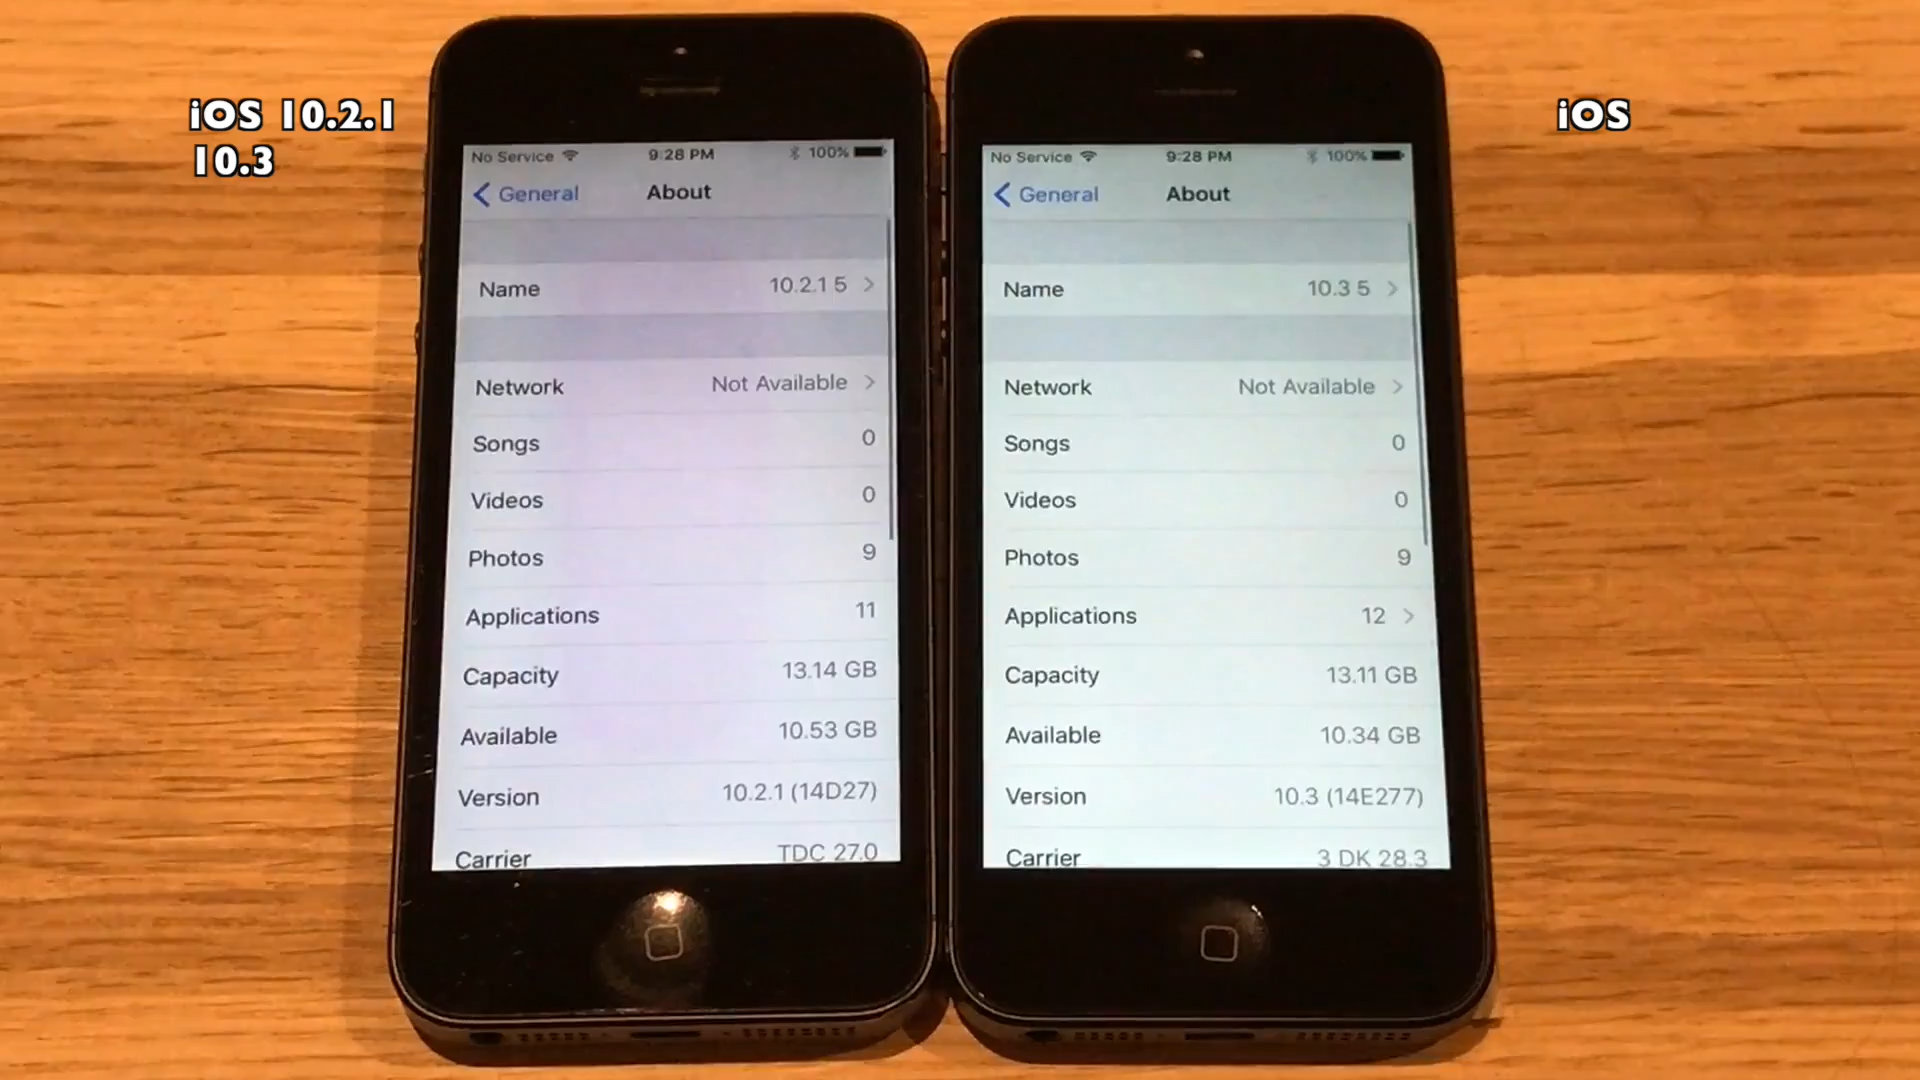 iOS 10.2.1
10.3
iOS
No Service 9:28 PM 100%
General About
Name 10.2.1 5
Network Not Available
Songs 0
Videos 0
Photos 9
Applications 11
Capacity 13.14 GB
Available 10.53 GB
Version 10.2.1 (14D27)
Carrier TDC 27.0
No Service 9:28 PM 100%
General About
Name 10.3 5
Network Not Available
Songs 0
Videos 0
Photos 9
Applications 12
Capacity 13.11 GB
Available 10.34 GB
Version 10.3 (14E277)
Carrier 3 DK 28.3